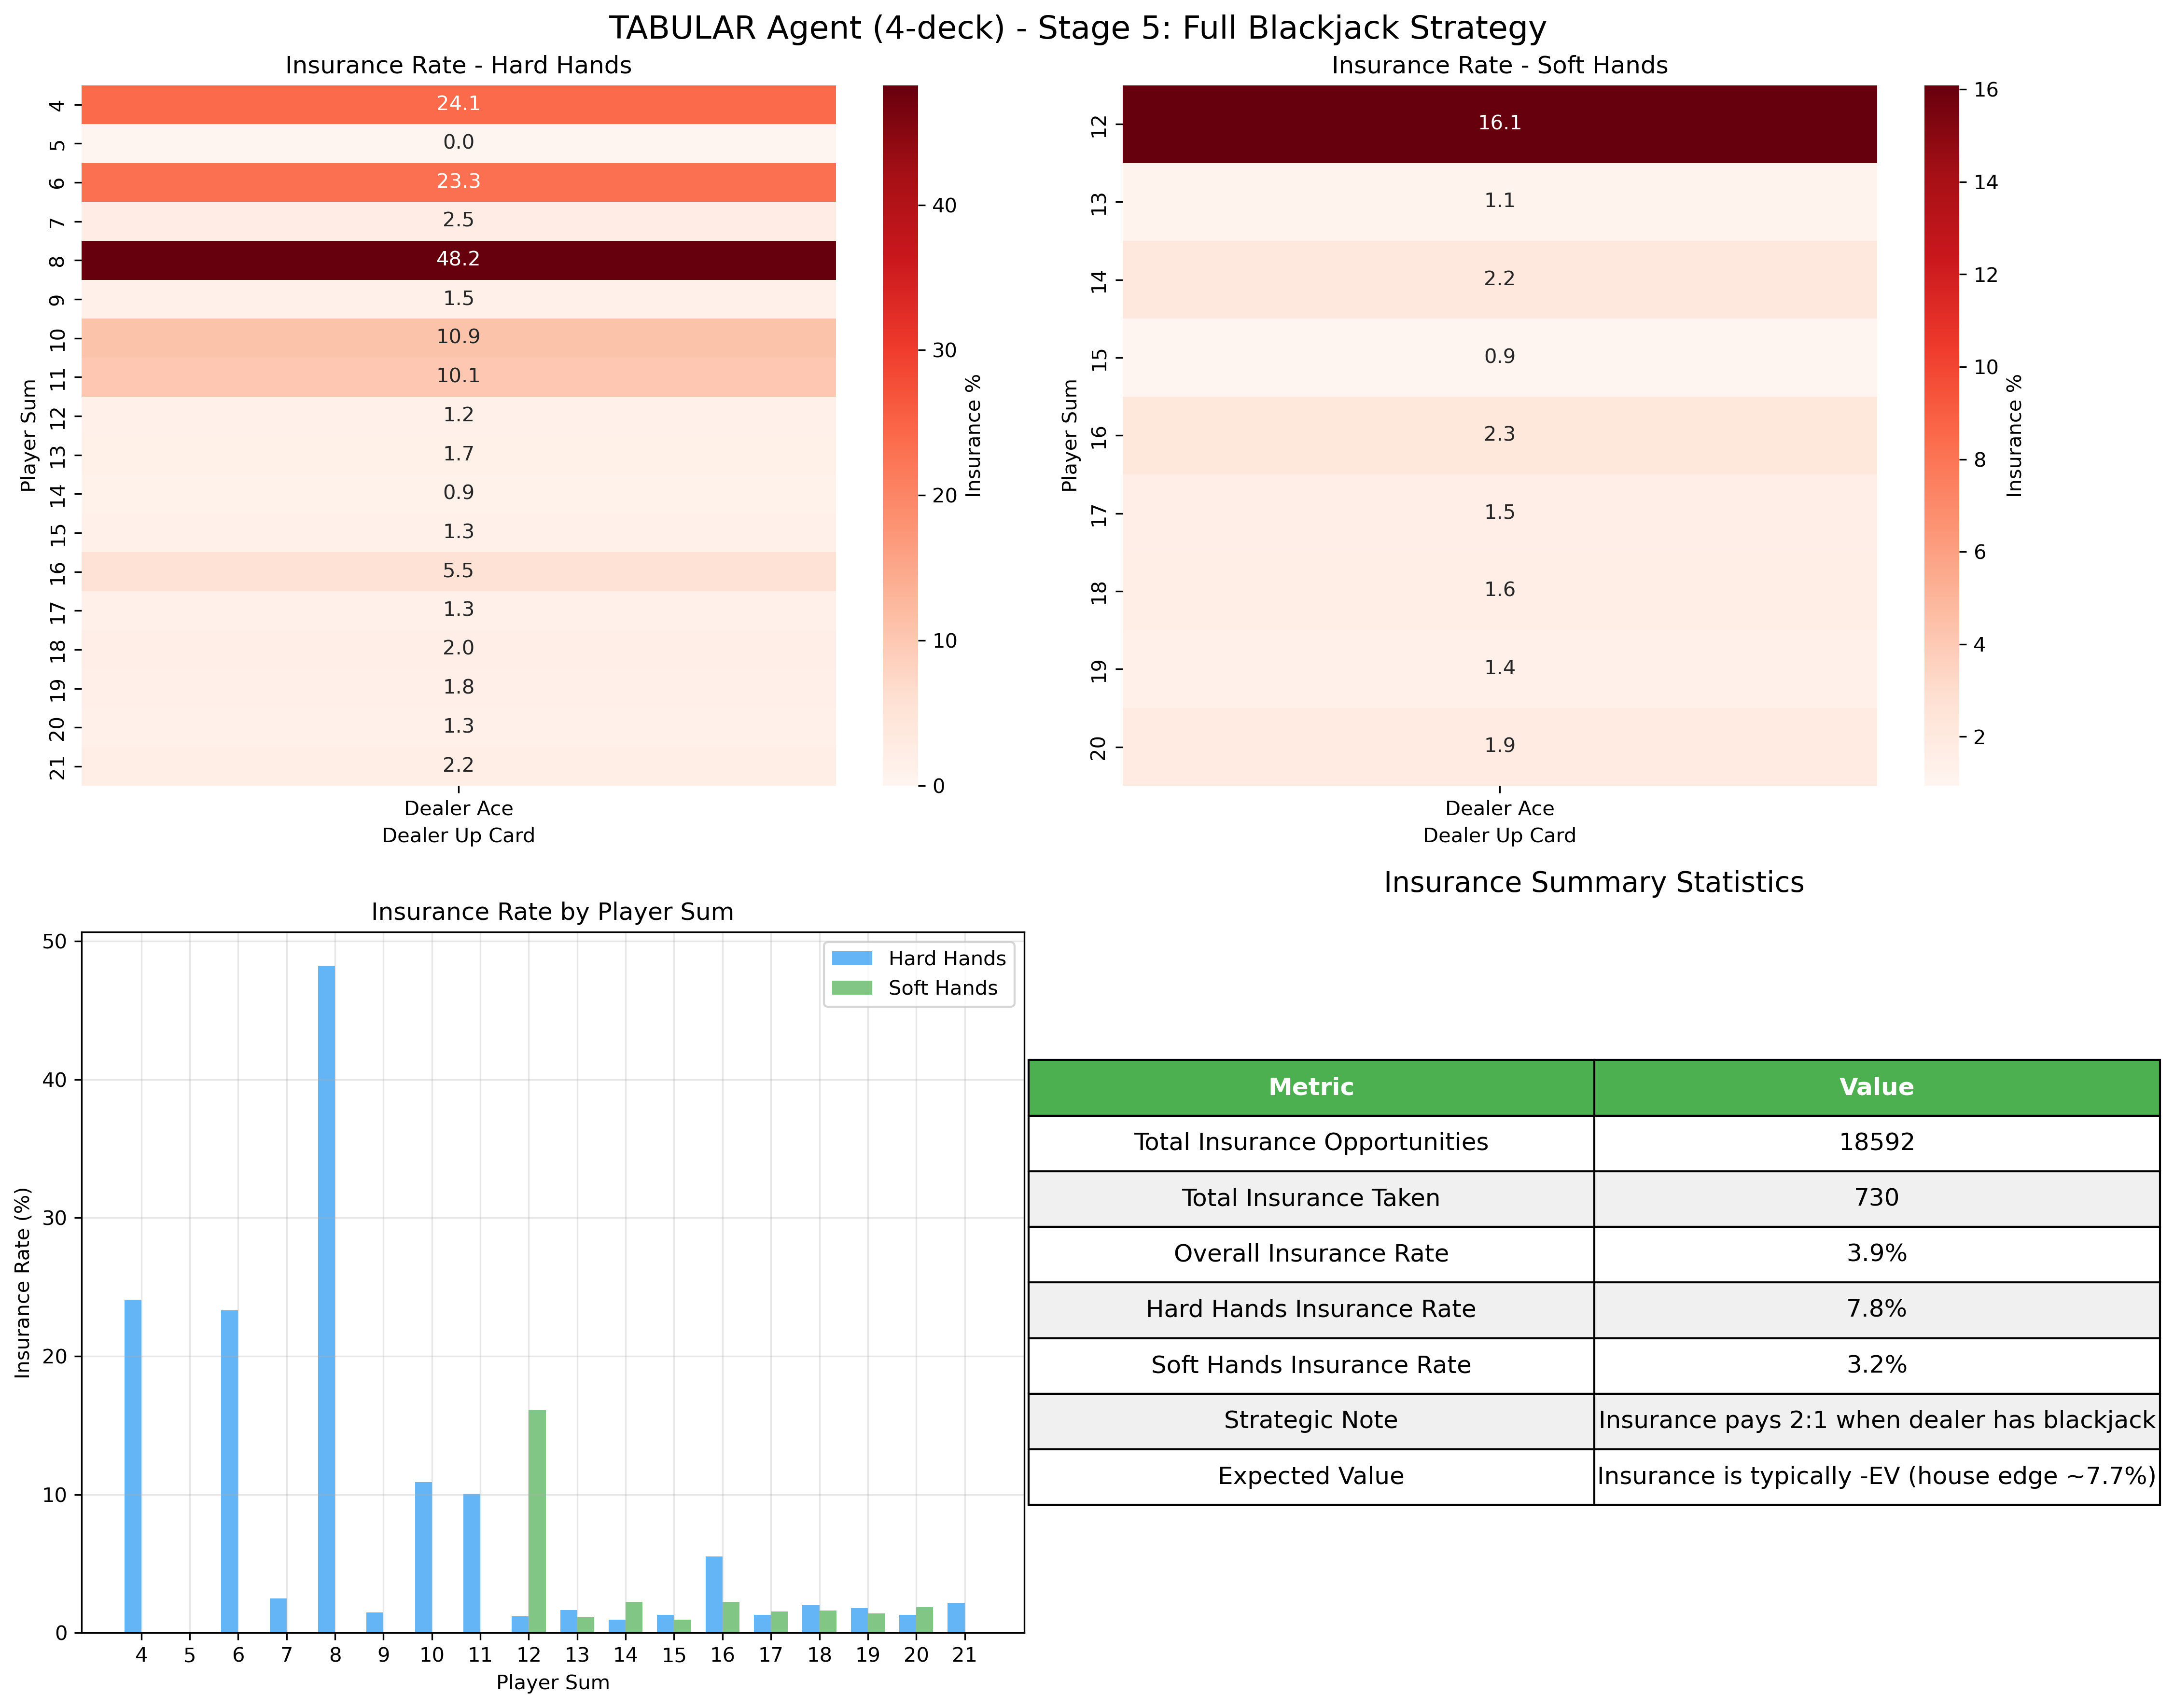 TABULAR Agent (4-deck) - Stage 5: Full Blackjack Strategy
Insurance Rate - Hard Hands
Player Sum
4
5
6
7
8
9
10
11
12
13
14
15
16
17
18
19
20
21
24.1
0.0
23.3
2.5
48.2
1.5
10.9
10.1
1.2
1.7
0.9
1.3
5.5
1.3
2.0
1.8
1.3
2.2
Dealer Ace
Dealer Up Card
40
30
20
10
0
Insurance %
Insurance Rate - Soft Hands
Player Sum
12
13
14
15
16
17
18
19
20
16.1
1.1
2.2
0.9
2.3
1.5
1.6
1.4
1.9
Dealer Ace
Dealer Up Card
16
14
12
10
8
6
4
2
Insurance %
Insurance Rate by Player Sum
Insurance Rate (%)
50
40
30
20
10
0
Hard Hands
Soft Hands
4 5 6 7 8 9 10 11 12 13 14 15 16 17 18 19 20 21
Player Sum
Insurance Summary Statistics
Metric Value
Total Insurance Opportunities 18592
Total Insurance Taken 730
Overall Insurance Rate 3.9%
Hard Hands Insurance Rate 7.8%
Soft Hands Insurance Rate 3.2%
Strategic Note Insurance pays 2:1 when dealer has blackjack
Expected Value Insurance is typically -EV (house edge ~7.7%)